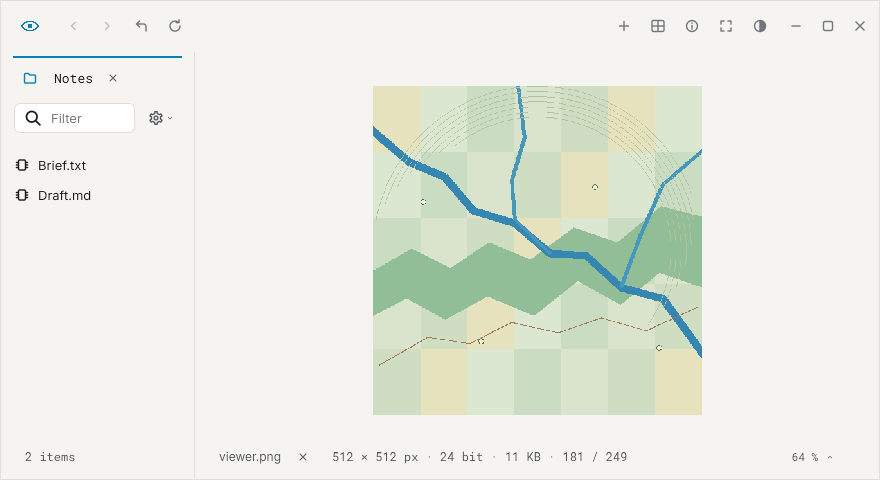 Notes
Filter
Brief.txt
Draft.md
2 items
viewer.png
512 × 512 px · 24 bit · 11 KB · 181 / 249
64 %